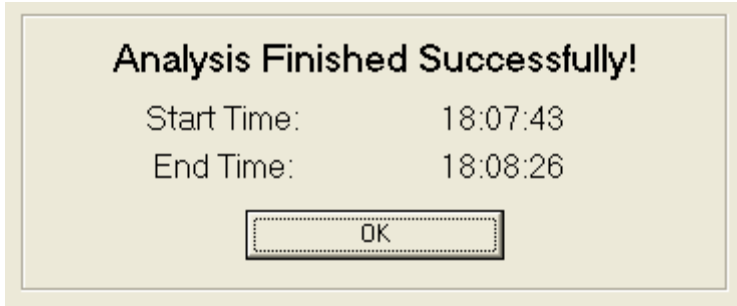 Analysis Finished Successfully!
Start Time: 18:07:43
End Time: 18:08:26
OK